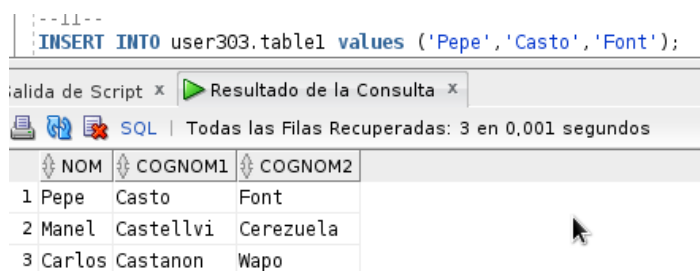 --11--
INSERT INTO user303.table1 values ('Pepe','Casto','Font');
alida de Script x Resultado de la Consulta x
SQL | Todas las Filas Recuperadas: 3 en 0,001 segundos
NOM COGNOM1 COGNOM2
1 Pepe Casto Font
2 Manel Castellvi Cerezuela
3 Carlos Castanon Wapo